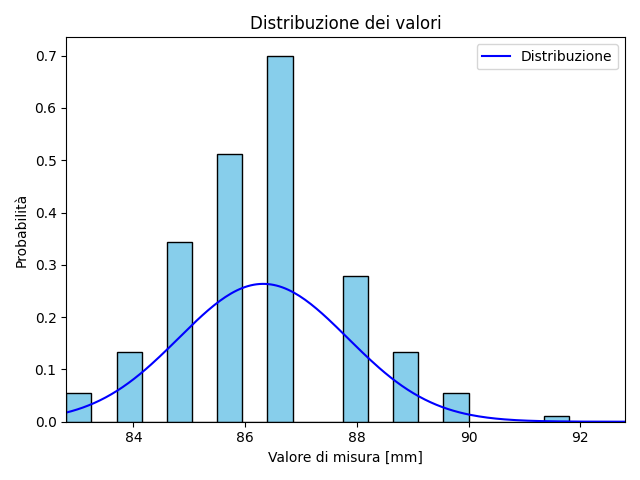 Distribuzione dei valori
Distribuzione
Probabilità
0.7
0.6
0.5
0.4
0.3
0.2
0.1
0.0
84 86 88 90 92
Valore di misura [mm]